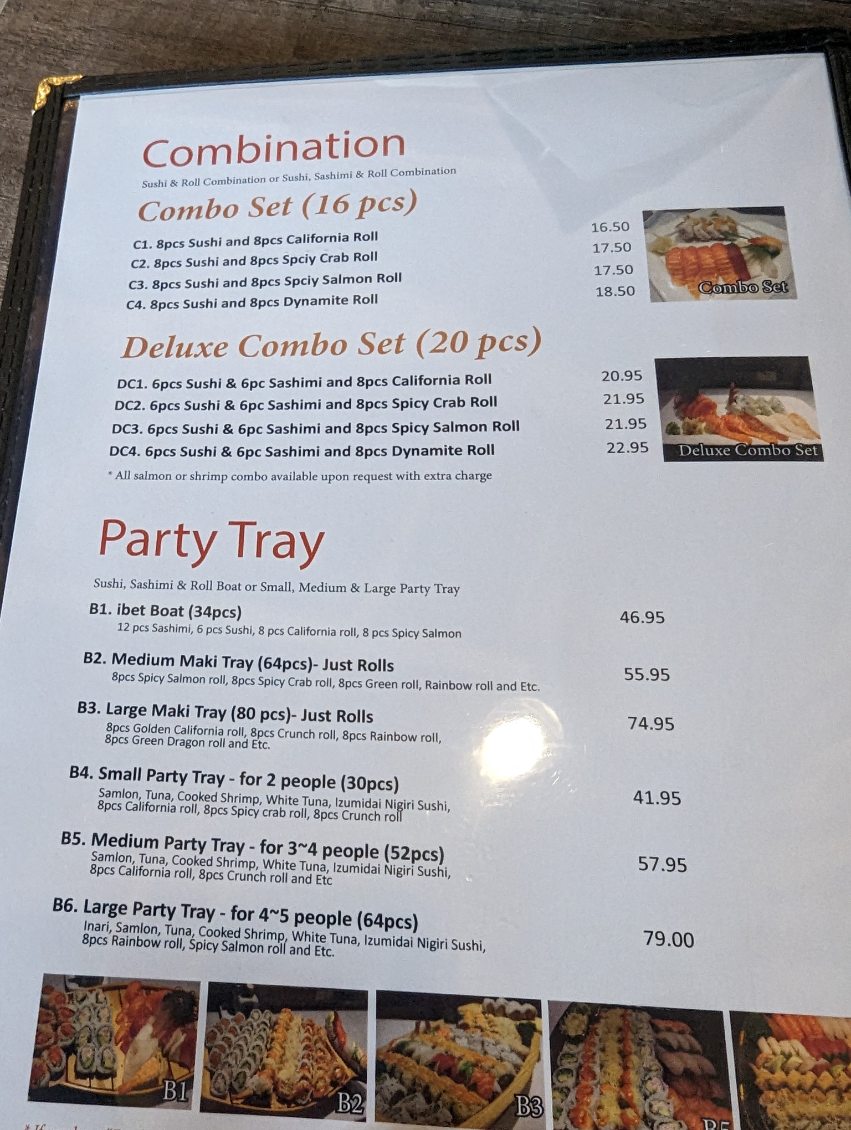 Combination
Sushi & Roll Combination or Sushi, Sashimi & Roll Combination
Combo Set (16 pcs)
C1. 8pcs Sushi and 8pcs California Roll 16.50
C2. 8pcs Sushi and 8pcs Spciy Crab Roll 17.50
C3. 8pcs Sushi and 8pcs Spciy Salmon Roll 17.50
C4. 8pcs Sushi and 8pcs Dynamite Roll 18.50
Combo Set
Deluxe Combo Set (20 pcs)
DC1. 6pcs Sushi & 6pc Sashimi and 8pcs California Roll 20.95
DC2. 6pcs Sushi & 6pc Sashimi and 8pcs Spicy Crab Roll 21.95
DC3. 6pcs Sushi & 6pc Sashimi and 8pcs Spicy Salmon Roll 21.95
DC4. 6pcs Sushi & 6pc Sashimi and 8pcs Dynamite Roll 22.95
Deluxe Combo Set
* All salmon or shrimp combo available upon request with extra charge
Party Tray
Sushi, Sashimi & Roll Boat or Small, Medium & Large Party Tray
B1. ibet Boat (34pcs) 46.95
12 pcs Sashimi, 6 pcs Sushi, 8 pcs California roll, 8 pcs Spicy Salmon
B2. Medium Maki Tray (64pcs)- Just Rolls 55.95
8pcs Spicy Salmon roll, 8pcs Spicy Crab roll, 8pcs Green roll, Rainbow roll and Etc.
B3. Large Maki Tray (80 pcs)- Just Rolls 74.95
8pcs Golden California roll, 8pcs Crunch roll, 8pcs Rainbow roll,
8pcs Green Dragon roll and Etc.
B4. Small Party Tray - for 2 people (30pcs) 41.95
Samlon, Tuna, Cooked Shrimp, White Tuna, Izumidai Nigiri Sushi,
8pcs California roll, 8pcs Spicy crab roll, 8pcs Crunch roll
B5. Medium Party Tray - for 3~4 people (52pcs) 57.95
Samlon, Tuna, Cooked Shrimp, White Tuna, Izumidai Nigiri Sushi,
8pcs California roll, 8pcs Crunch roll and Etc
B6. Large Party Tray - for 4~5 people (64pcs) 79.00
Inari, Samlon, Tuna, Cooked Shrimp, White Tuna, Izumidai Nigiri Sushi,
8pcs Rainbow roll, Spicy Salmon roll and Etc.
B1 B2 B3 B5